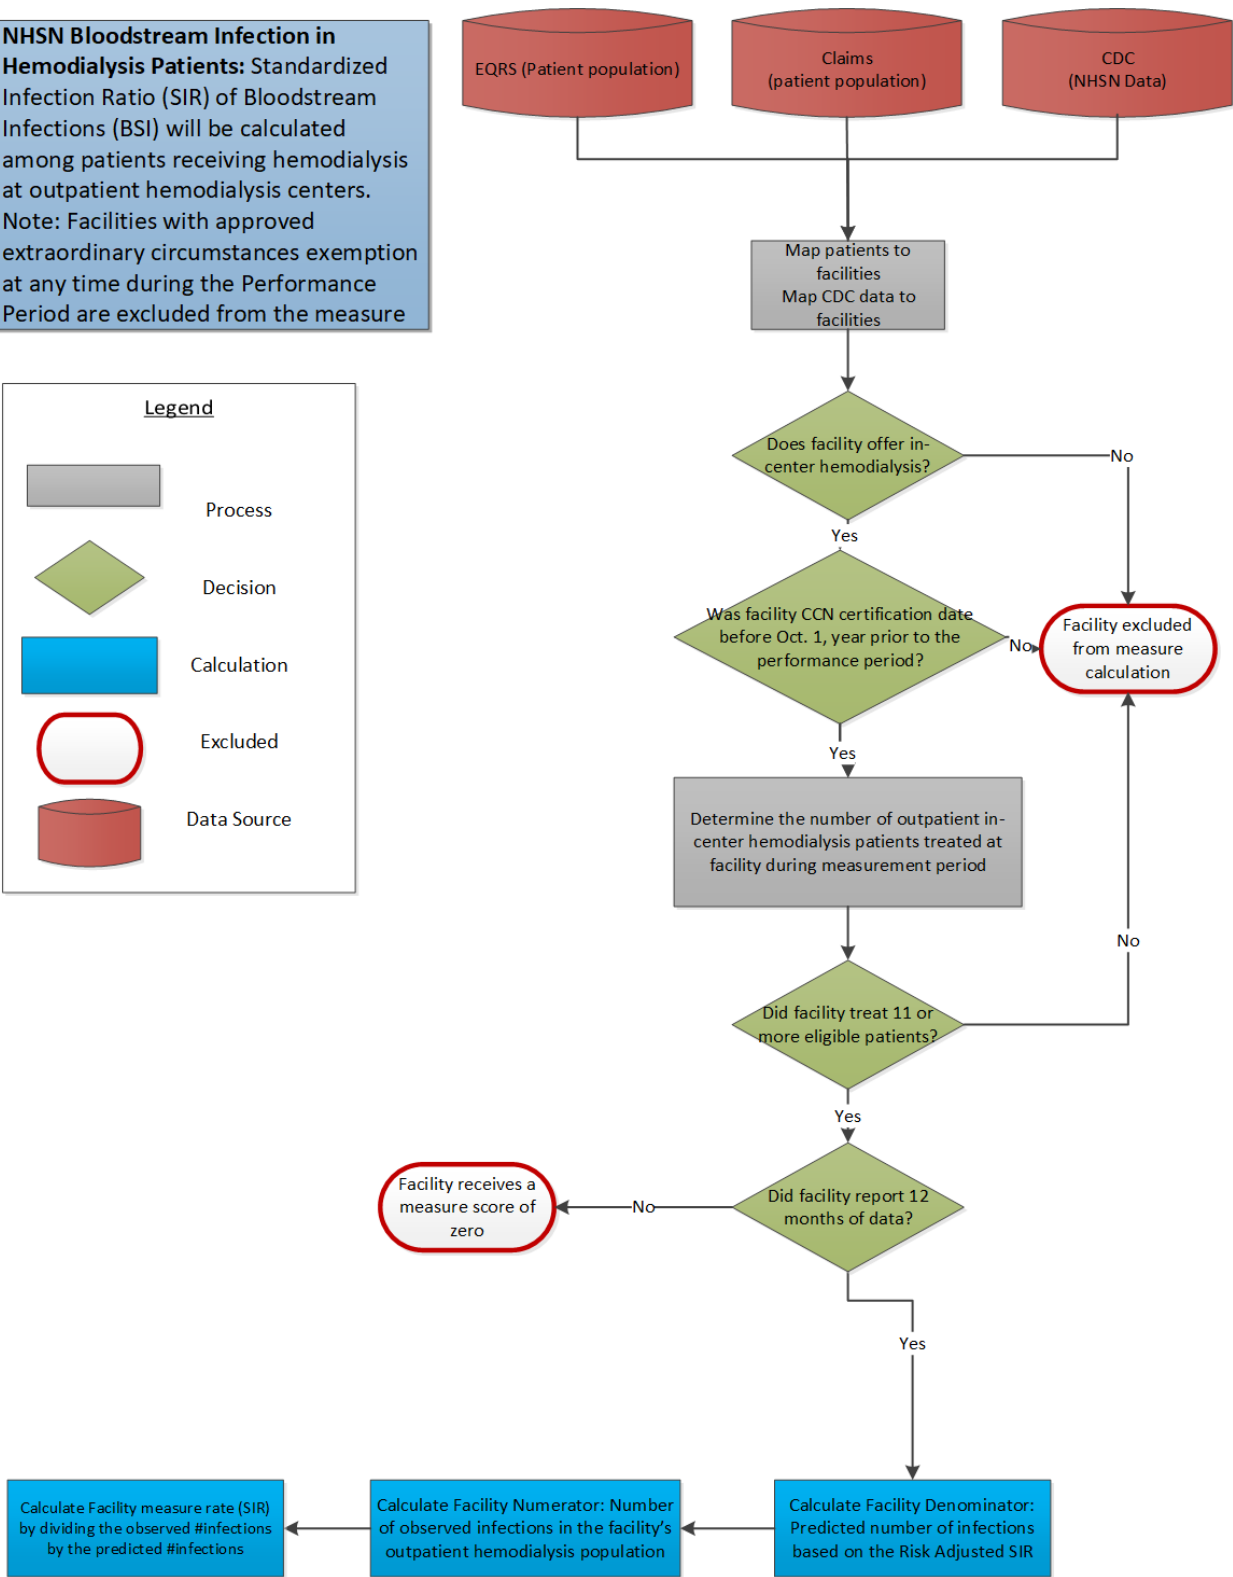 NHSN Bloodstream Infection in
Hemodialysis Patients: Standardized
Infection Ratio (SIR) of Bloodstream
Infections (BSI) will be calculated
among patients receiving hemodialysis
at outpatient hemodialysis centers.
Note: Facilities with approved
extraordinary circumstances exemption
at any time during the Performance
Period are excluded from the measure
EQRS (Patient population)
Claims
(patient population)
CDC
(NHSN Data)
Map patients to
facilities
Map CDC data to
facilities
Legend
Process
Decision
Calculation
Excluded
Data Source
Does facility offer in-
center hemodialysis?
No
Yes
Was facility CCN certification date
before Oct. 1, year prior to the
performance period?
No
Facility excluded
from measure
calculation
Yes
Determine the number of outpatient in-
center hemodialysis patients treated at
facility during measurement period
No
Did facility treat 11 or
more eligible patients?
Yes
Did facility report 12
months of data?
No
Facility receives a
measure score of
zero
Yes
Calculate Facility Denominator:
Predicted number of infections
based on the Risk Adjusted SIR
Calculate Facility Numerator: Number
of observed infections in the facility's
outpatient hemodialysis population
Calculate Facility measure rate (SIR)
by dividing the observed #infections
by the predicted #infections